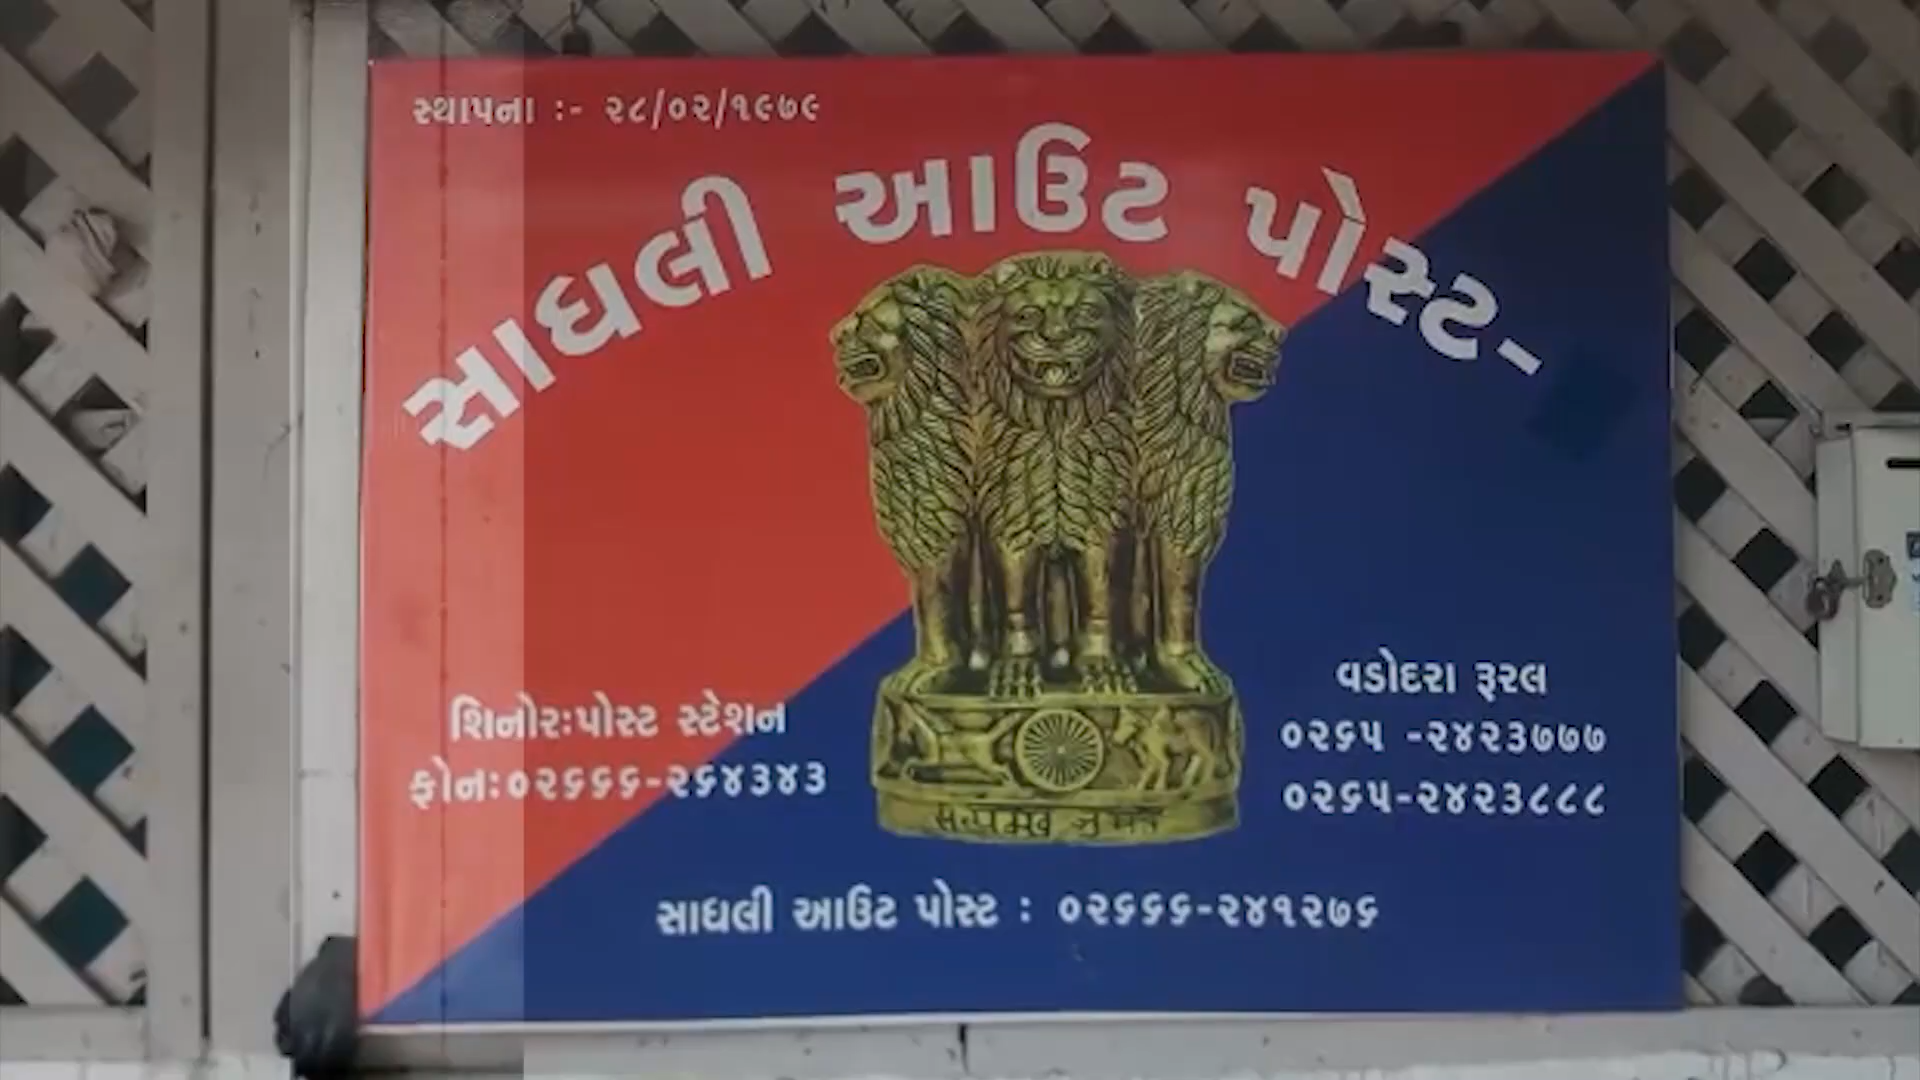 સ્થાપના :- ૨૮/૦૨/૧૯૭૯
સાધલી આઉટ પોસ્ટ-
શિનોર:પોસ્ટ સ્ટેશન
ફોન:૦૨૬૬૬-૨૬૪૩૪૩
વડોદરા રૂરલ
૦૨૬૫ -૨૪૨૩૭૭૭
૦૨૬૫-૨૪૨૩૮૮૮
સાધલી આઉટ પોસ્ટ : ૦૨૬૬૬-૨૪૧૨૭૬